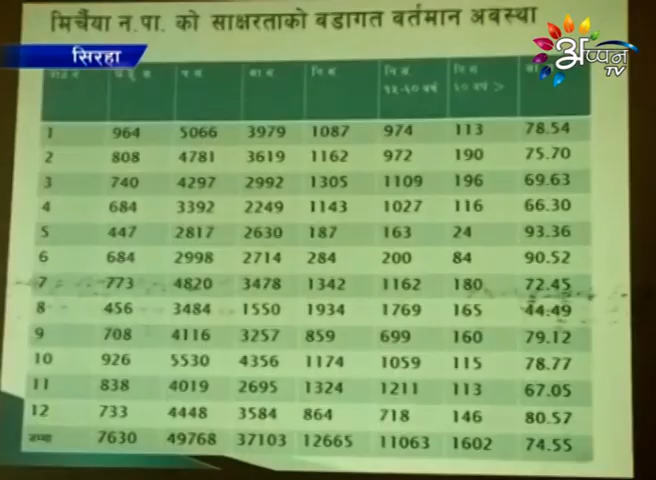 मिर्चैया न.पा. को साक्षरताको वडागत वर्तमान अवस्था
अप्पन
TV
सिरहा
१५-६० वर्ष
६० वर्ष >
1 964 5066 3979 1087 974 113 78.54
2 808 4781 3619 1162 972 190 75.70
3 740 4297 2992 1305 1109 196 69.63
4 684 3392 2249 1143 1027 116 66.30
5 447 2817 2630 187 163 24 93.36
6 684 2998 2714 284 200 84 90.52
7 773 4820 3478 1342 1162 180 72.45
8 456 3484 1550 1934 1769 165 44.49
9 708 4116 3257 859 699 160 79.12
10 926 5530 4356 1174 1059 115 78.77
11 838 4019 2695 1324 1211 113 67.05
12 733 4448 3584 864 718 146 80.57
जम्मा 7630 49768 37103 12665 11063 1602 74.55